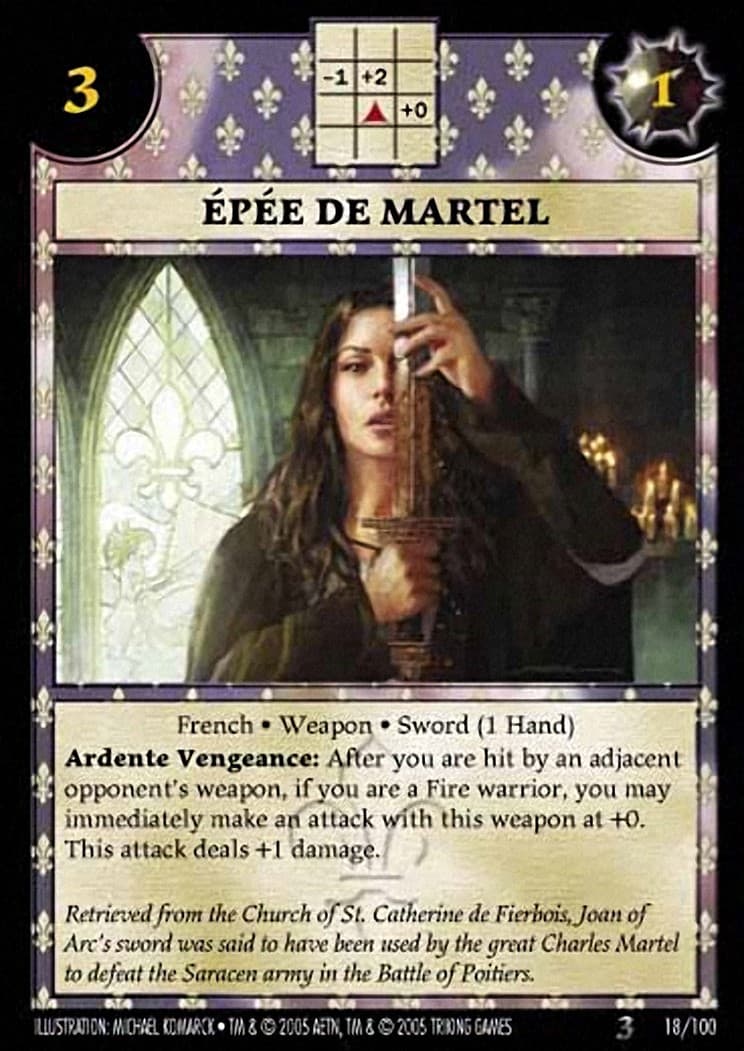 3
-1 +2
+0
1
ÉPÉE DE MARTEL
French • Weapon • Sword (1 Hand)
Ardente Vengeance: After you are hit by an adjacent
opponent's weapon, if you are a Fire warrior, you may
immediately make an attack with this weapon at +0.
This attack deals +1 damage.
Retrieved from the Church of St. Catherine de Fierbois, Joan of
Arc's sword was said to have been used by the great Charles Martel
to defeat the Saracen army in the Battle of Poitiers.
ILLUSTRATION: MICHAEL KOMARCK • TM & © 2005 AETN, TM & © 2005 TRIKING GAMES 3 18/100